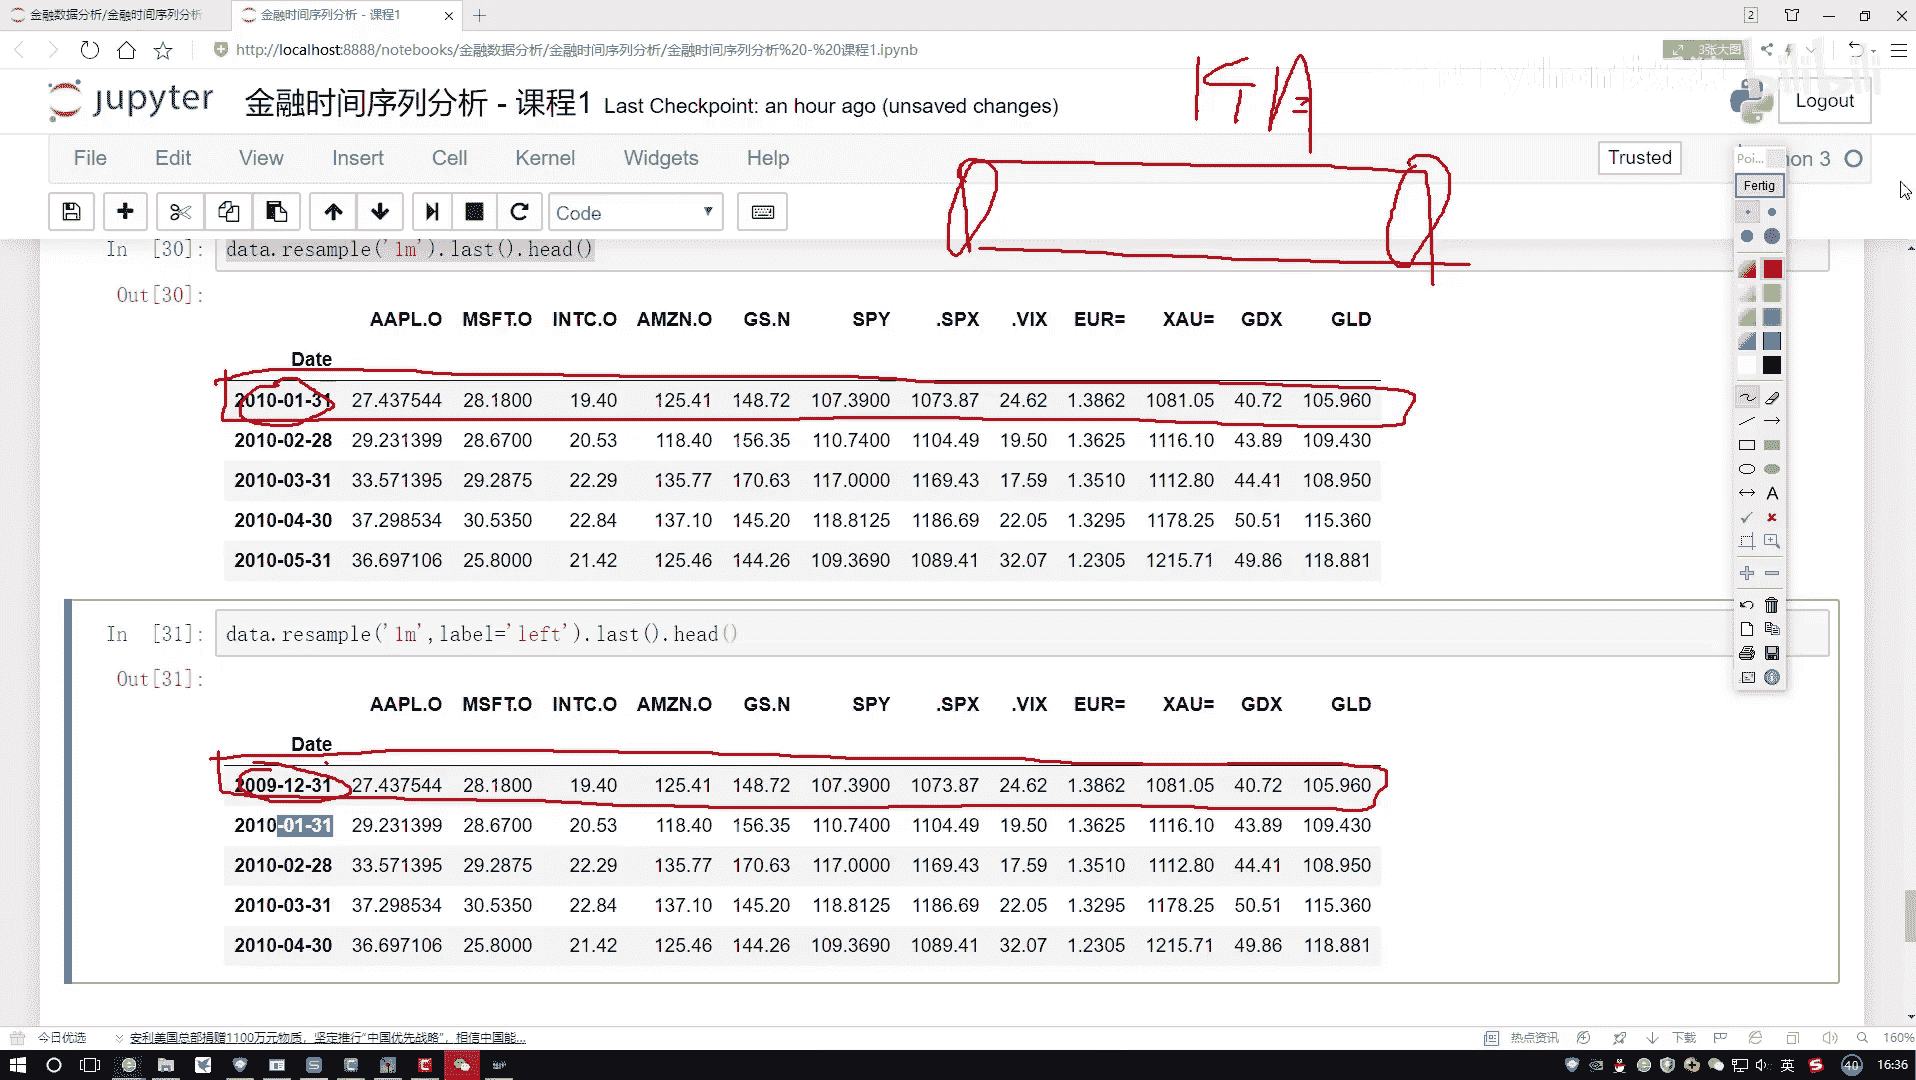 金融数据分析/金融时间序列分析
金融时间序列分析 - 课程1
2
http://localhost:8888/notebooks/金融数据分析/金融时间序列分析/金融时间序列分析%20-%20课程1.ipynb
3张大图
bilibili
jupyter 金融时间序列分析 - 课程1 Last Checkpoint: an hour ago (unsaved changes)
Logout
File Edit View Insert Cell Kernel Widgets Help
Trusted
Poi...
Fertig
Code
In [30]: data.resample('1m').last().head()
Out[30]:
AAPL.O MSFT.O INTC.O AMZN.O GS.N SPY .SPX .VIX EUR= XAU= GDX GLD
Date
2010-01-31 27.437544 28.1800 19.40 125.41 148.72 107.3900 1073.87 24.62 1.3862 1081.05 40.72 105.960
2010-02-28 29.231399 28.6700 20.53 118.40 156.35 110.7400 1104.49 19.50 1.3625 1116.10 43.89 109.430
2010-03-31 33.571395 29.2875 22.29 135.77 170.63 117.0000 1169.43 17.59 1.3510 1112.80 44.41 108.950
2010-04-30 37.298534 30.5350 22.84 137.10 145.20 118.8125 1186.69 22.05 1.3295 1178.25 50.51 115.360
2010-05-31 36.697106 25.8000 21.42 125.46 144.26 109.3690 1089.41 32.07 1.2305 1215.71 49.86 118.881
In [31]: data.resample('1m',label='left').last().head()
Out[31]:
AAPL.O MSFT.O INTC.O AMZN.O GS.N SPY .SPX .VIX EUR= XAU= GDX GLD
Date
2009-12-31 27.437544 28.1800 19.40 125.41 148.72 107.3900 1073.87 24.62 1.3862 1081.05 40.72 105.960
2010-01-31 29.231399 28.6700 20.53 118.40 156.35 110.7400 1104.49 19.50 1.3625 1116.10 43.89 109.430
2010-02-28 33.571395 29.2875 22.29 135.77 170.63 117.0000 1169.43 17.59 1.3510 1112.80 44.41 108.950
2010-03-31 37.298534 30.5350 22.84 137.10 145.20 118.8125 1186.69 22.05 1.3295 1178.25 50.51 115.360
2010-04-30 36.697106 25.8000 21.42 125.46 144.26 109.3690 1089.41 32.07 1.2305 1215.71 49.86 118.881
今日优选
安利美国总部捐赠1100万元物质，坚定推行“中国优先战略”，相信中国能...
热点资讯
下载
160%
英
40
16:36